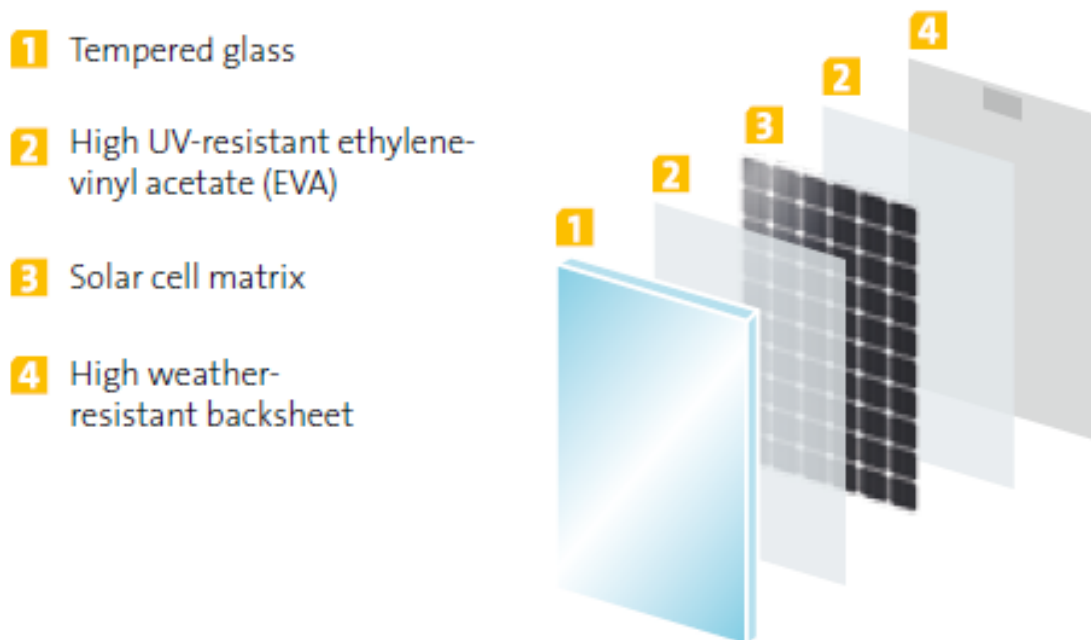 1 Tempered glass
2 High UV-resistant ethylene-
vinyl acetate (EVA)
3 Solar cell matrix
4 High weather-
resistant backsheet
4
2
3
2
1